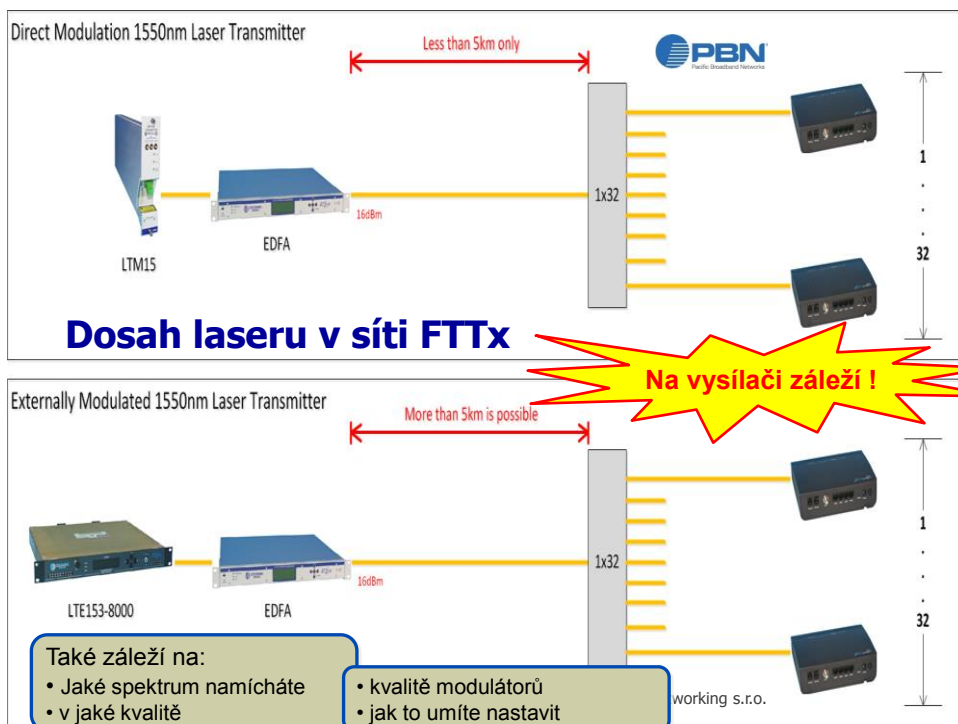 Direct Modulation 1550nm Laser Transmitter
Less than 5km only
PBN
Pacific Broadband Networks
LTM15
EDFA
16dBm
1x32
1
.
.
32
Dosah laseru v síti FTTx
Na vysílači záleží !
Externally Modulated 1550nm Laser Transmitter
More than 5km is possible
LTE153-8000
EDFA
16dBm
1x32
1
.
.
32
Také záleží na:
• Jaké spektrum namícháte
• v jaké kvalitě
• kvalitě modulátorů
• jak to umíte nastavit
working s.r.o.